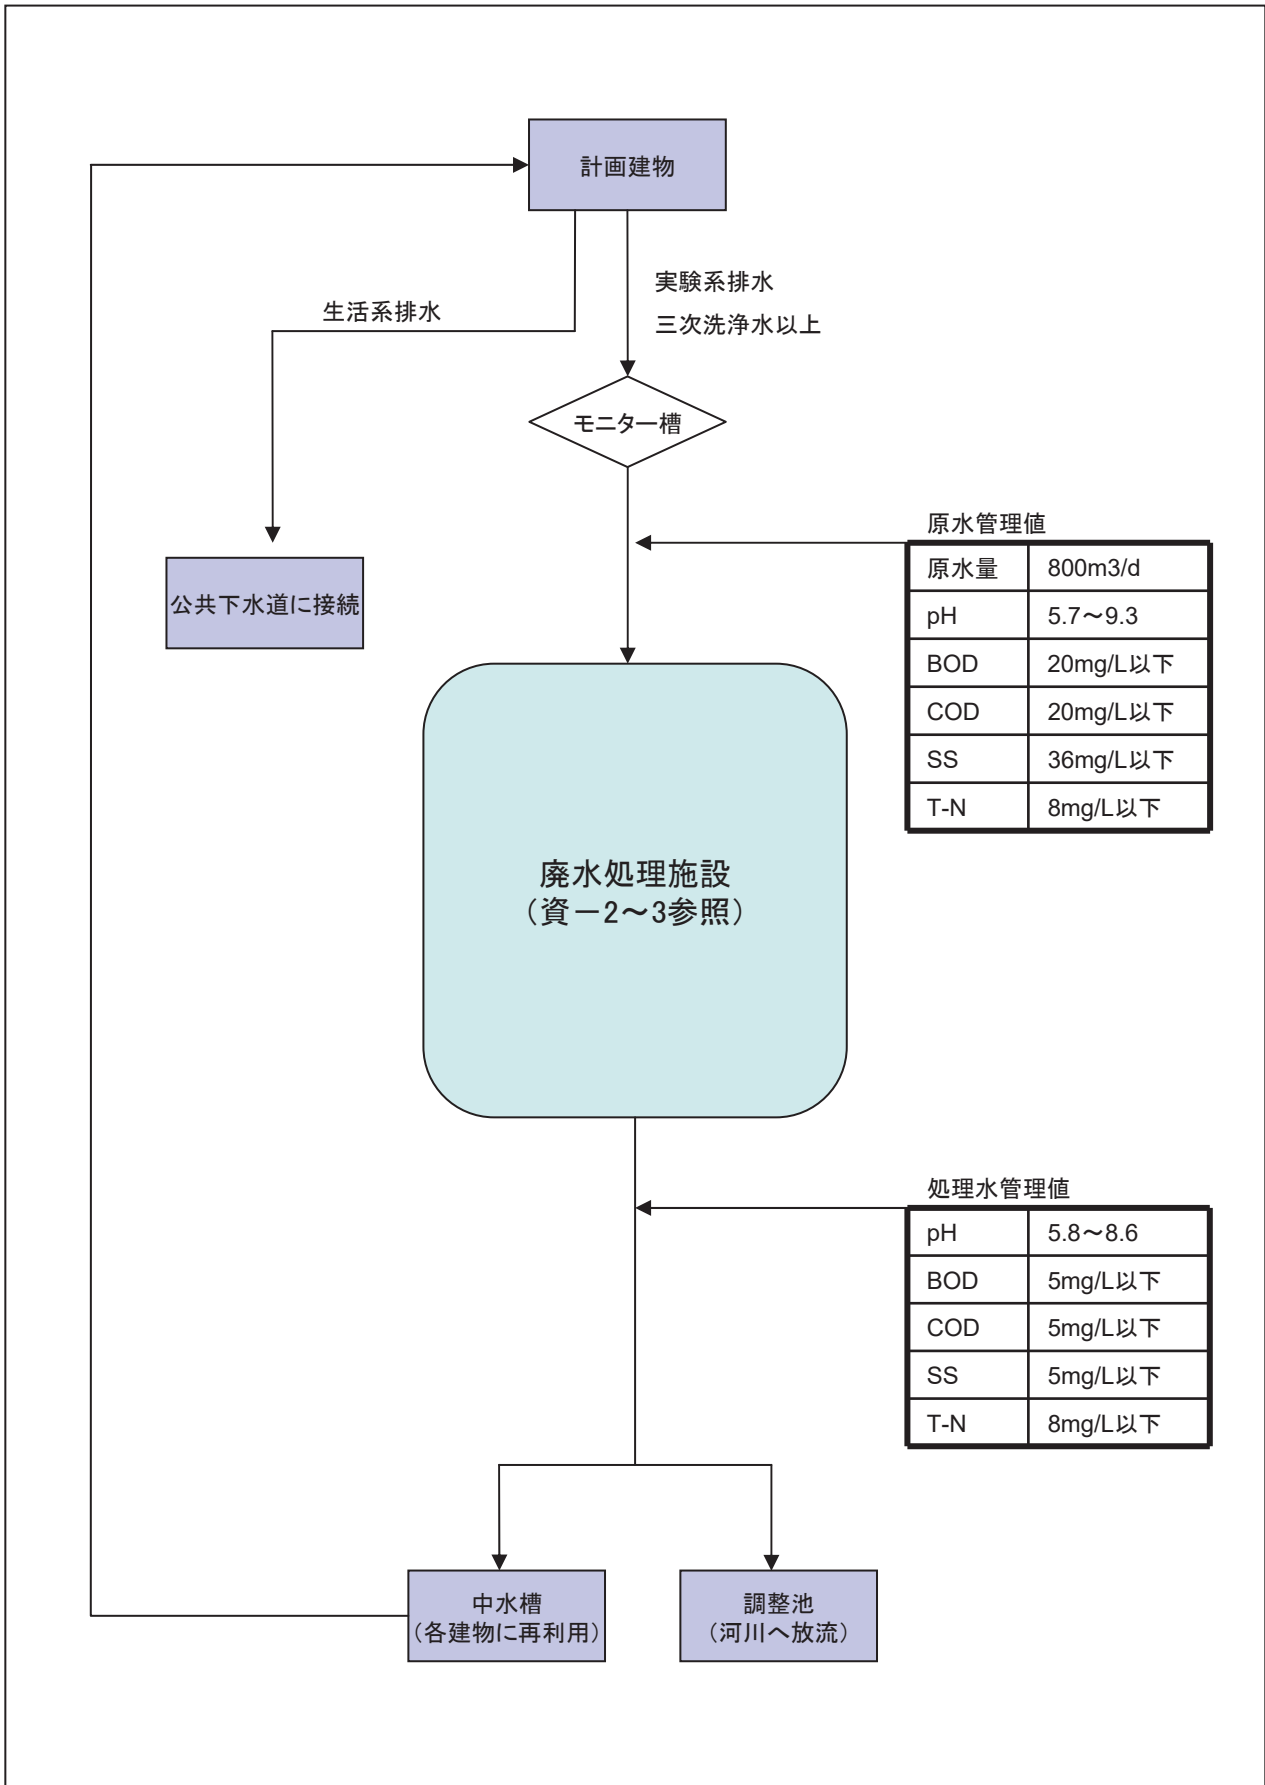 計画建物
実験系排水
三次洗浄水以上
生活系排水
モニター槽
公共下水道に接続
原水管理値
原水量 800m3/d
pH 5.7～9.3
BOD 20mg/L以下
COD 20mg/L以下
SS 36mg/L以下
T-N 8mg/L以下
廃水処理施設
（資－2～3参照）
処理水管理値
pH 5.8～8.6
BOD 5mg/L以下
COD 5mg/L以下
SS 5mg/L以下
T-N 8mg/L以下
中水槽
（各建物に再利用）
調整池
（河川へ放流）